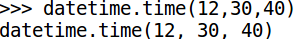 >>> datetime.time(12,30,40)
datetime.time(12, 30, 40)